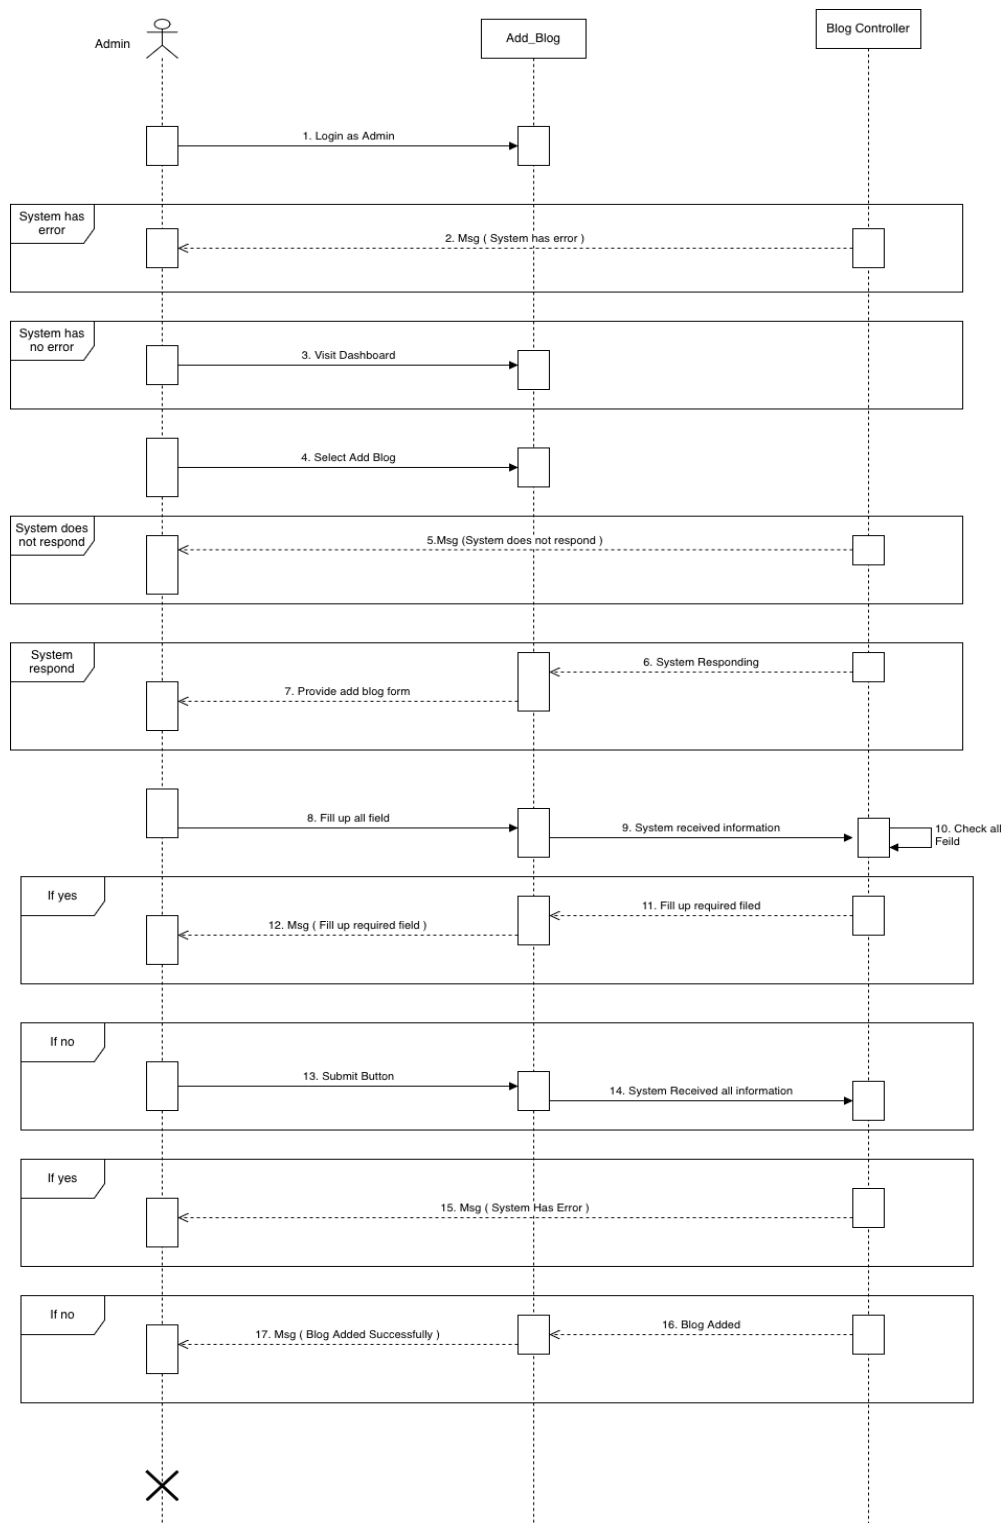 Admin
Add_Blog
Blog Controller
1. Login as Admin
System has
error
2. Msg ( System has error )
System has
no error
3. Visit Dashboard
4. Select Add Blog
System does
not respond
5.Msg (System does not respond )
System
respond
6. System Responding
7. Provide add blog form
8. Fill up all field
9. System received information
10. Check all
Feild
If yes
11. Fill up required filed
12. Msg ( Fill up required field )
If no
13. Submit Button
14. System Received all information
If yes
15. Msg ( System Has Error )
If no
16. Blog Added
17. Msg ( Blog Added Successfully )